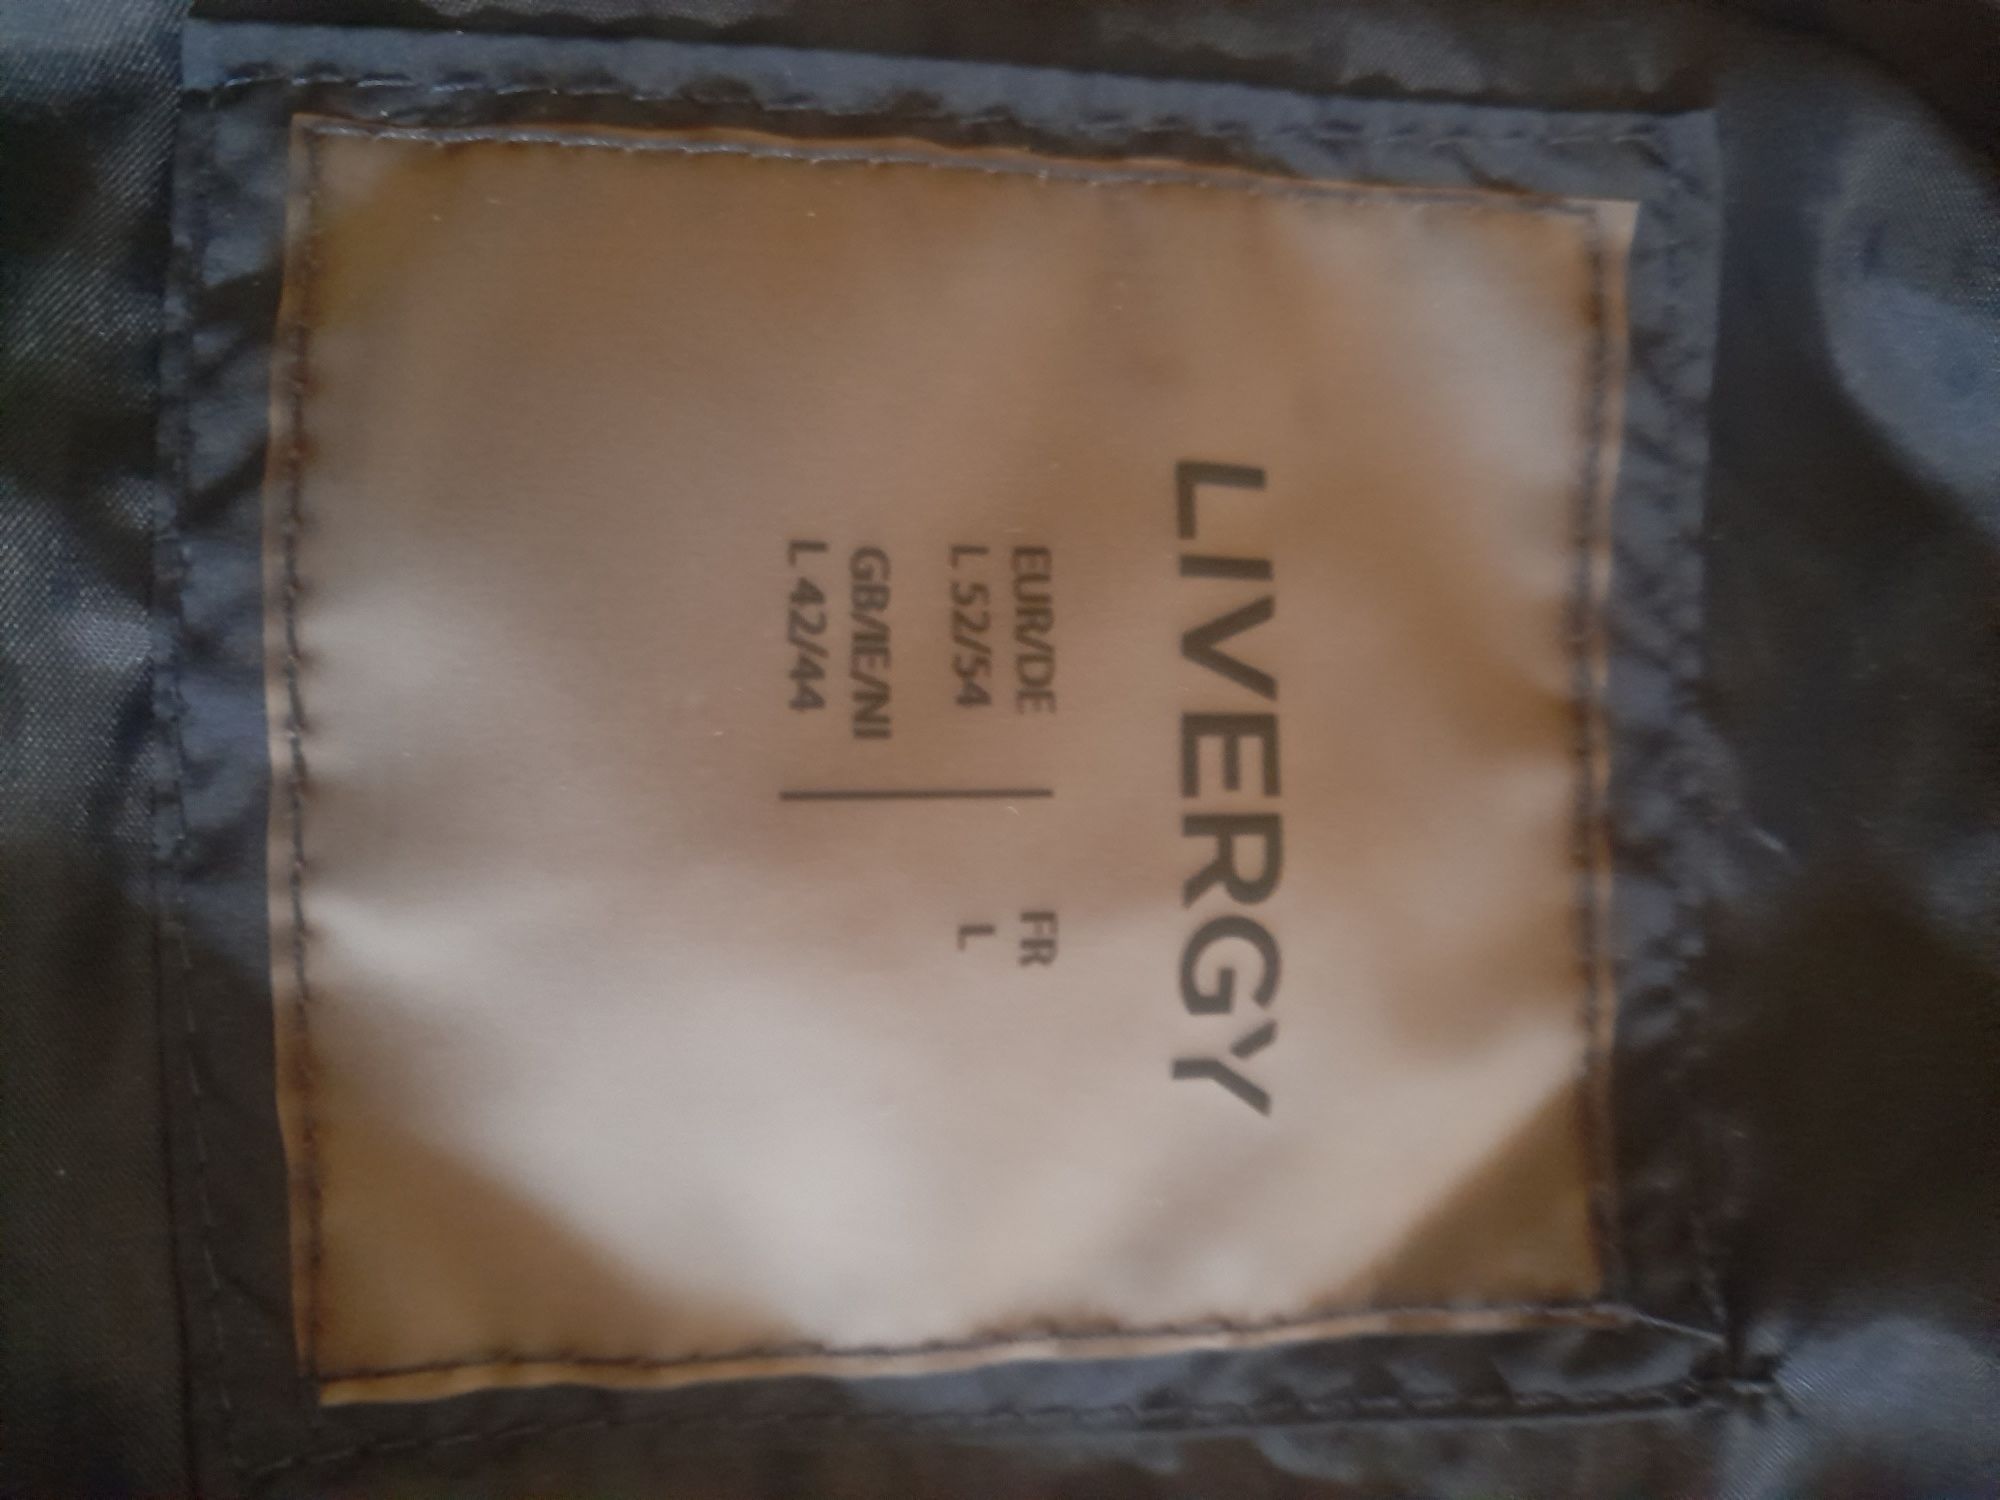 LIVERGY
EUR/DE
L 52/54
GB/IE/NI
L 42/44
FR
L